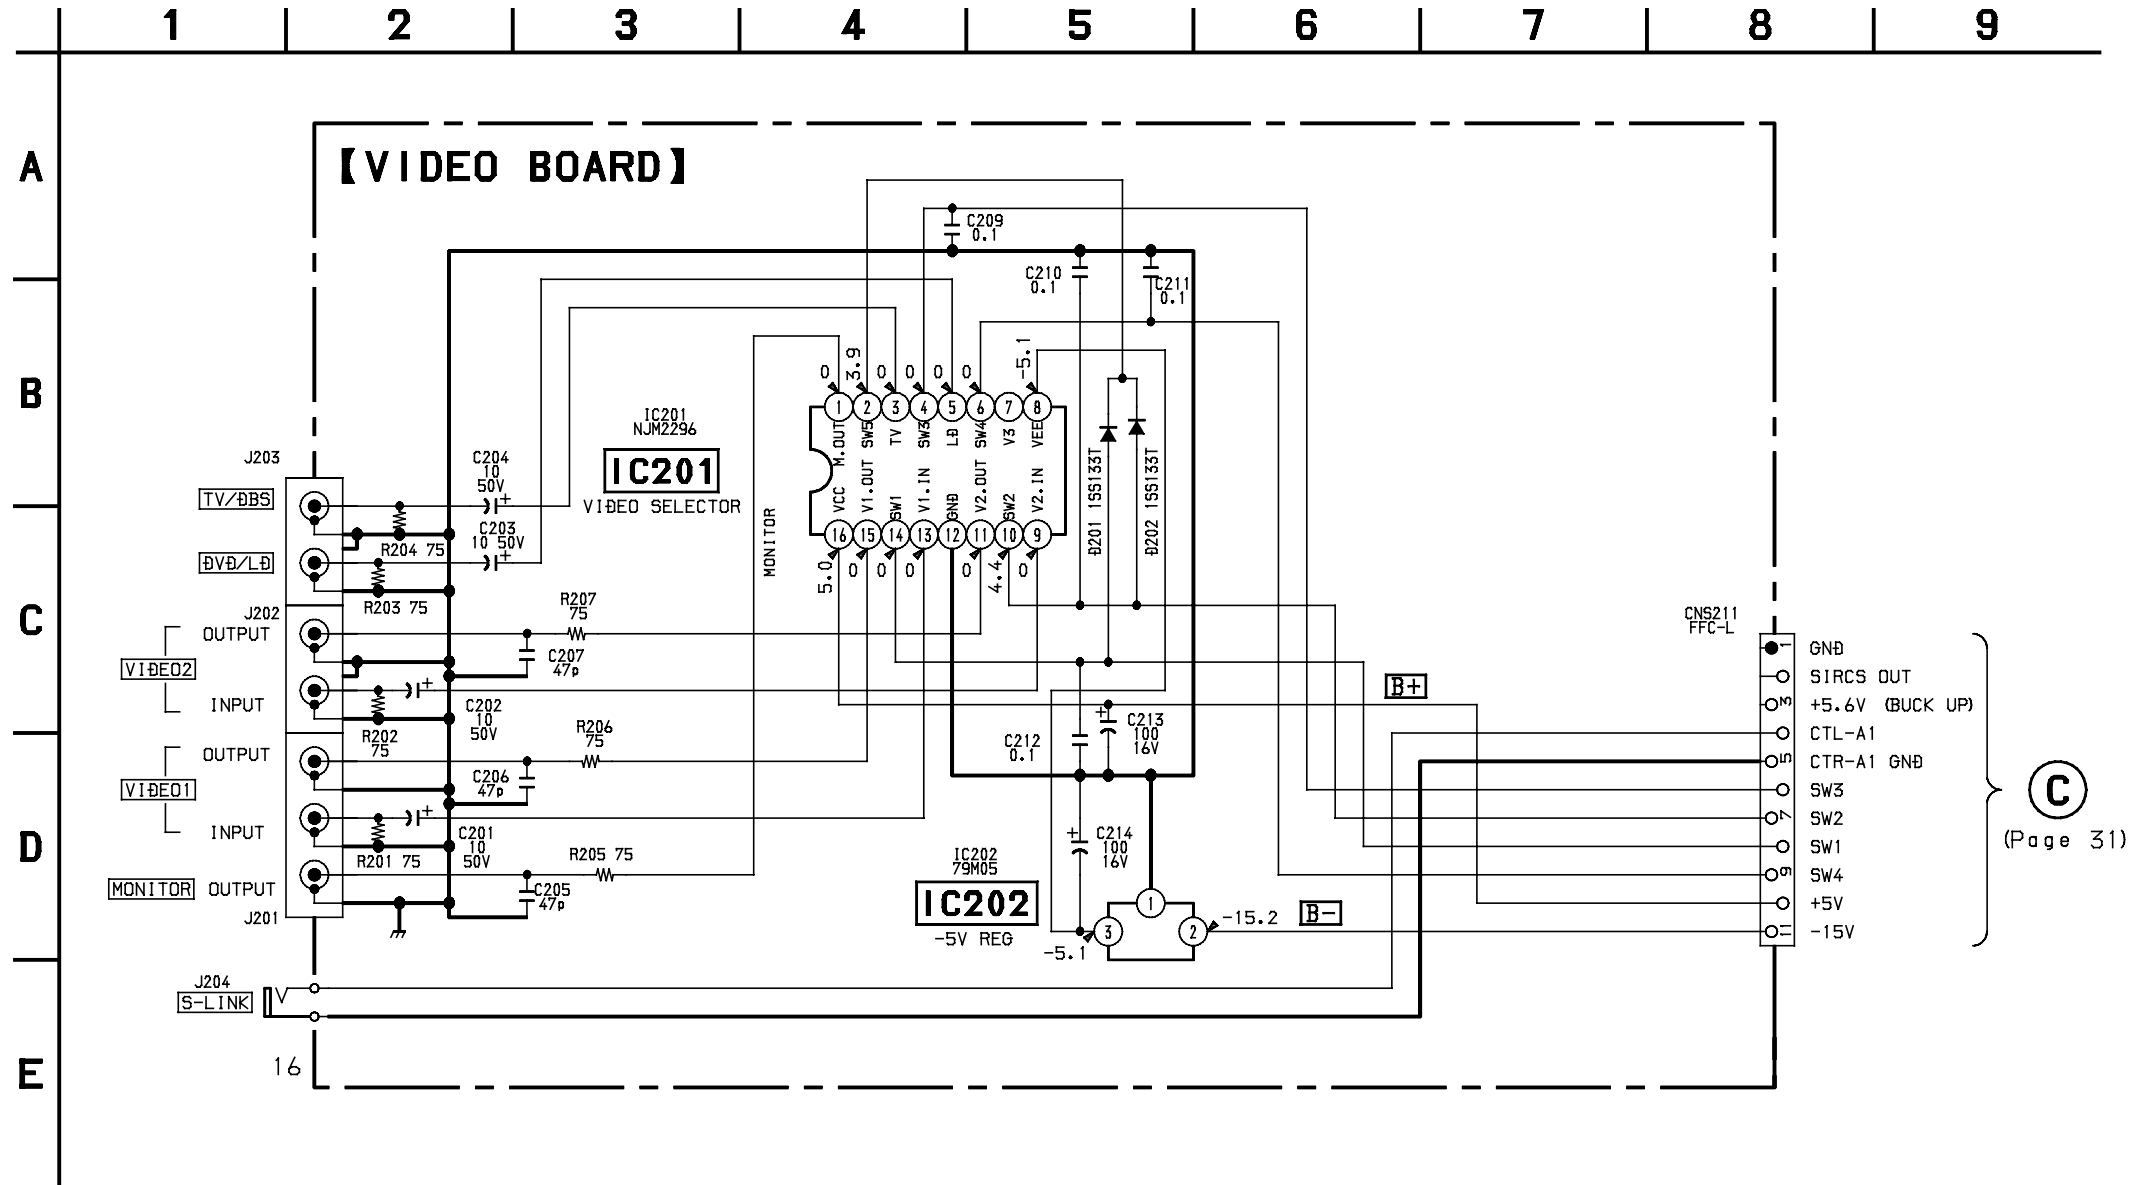 1 2 3 4 5 6 7 8 9
A
B
C
D
E
【VIDEO BOARD】
C209
0.1
C210
0.1
C211
0.1
0 3.9 0 0 0 0 -5.1
1 2 3 4 5 6 7 8
M.OUT SW5 TV SW3 LD SW4 V3 VEE
VCC V1.OUT SW1 V1.IN GND V2.OUT SW2 V2.IN
16 15 14 13 12 11 10 9
5.0 0 0 0 0 4.4 0
IC201
NJM2296
IC201
VIDEO SELECTOR
MONITOR
D201 1SS133T
D202 1SS133T
J203
TV/DBS
DVD/LD
C204
10
50V
C203
10 50V
R204 75
R203 75
J202
OUTPUT
VIDEO2
INPUT
R207
75
C207
47p
C202
10
50V
R202
75
OUTPUT
VIDEO1
INPUT
R206
75
C206
47p
C201
10
50V
R201 75
MONITOR OUTPUT
J201
R205 75
C205
47p
C212
0.1
C213
100
16V
C214
100
16V
IC202
79M05
IC202
-5V REG
1
2
3
-5.1
-15.2
B+
B-
CNS211
FFC-L
1 GND
SIRCS OUT
3 +5.6V (BUCK UP)
CTL-A1
5 CTR-A1 GND
SW3
7 SW2
SW1
9 SW4
+5V
11 -15V
C
(Page 31)
J204
S-LINK
16